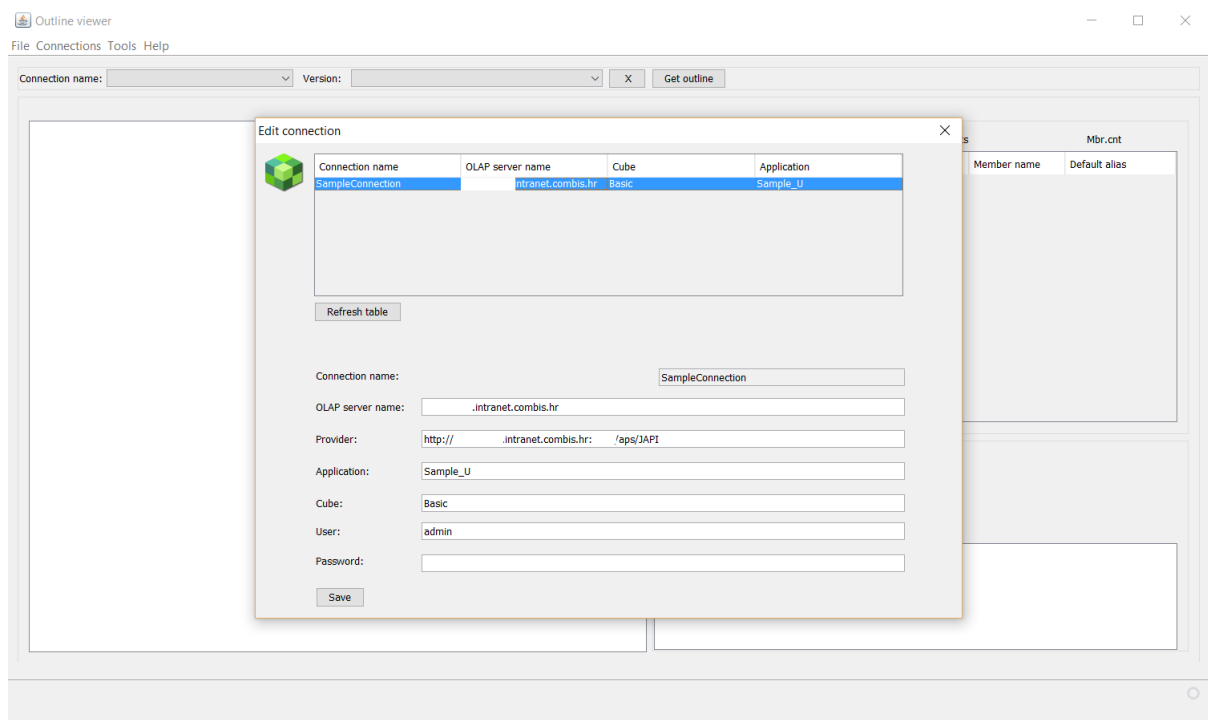 Outline viewer
File Connections Tools Help
Connection name: Version: X Get outline
Edit connection
Mbr.cnt
Connection name OLAP server name Cube Application
Member name Default alias
SampleConnection ntranet.combis.hr Basic Sample_U
Refresh table
Connection name: SampleConnection
OLAP server name: .intranet.combis.hr
Provider: http:// .intranet.combis.hr: /aps/JAPI
Application: Sample_U
Cube: Basic
User: admin
Password:
Save